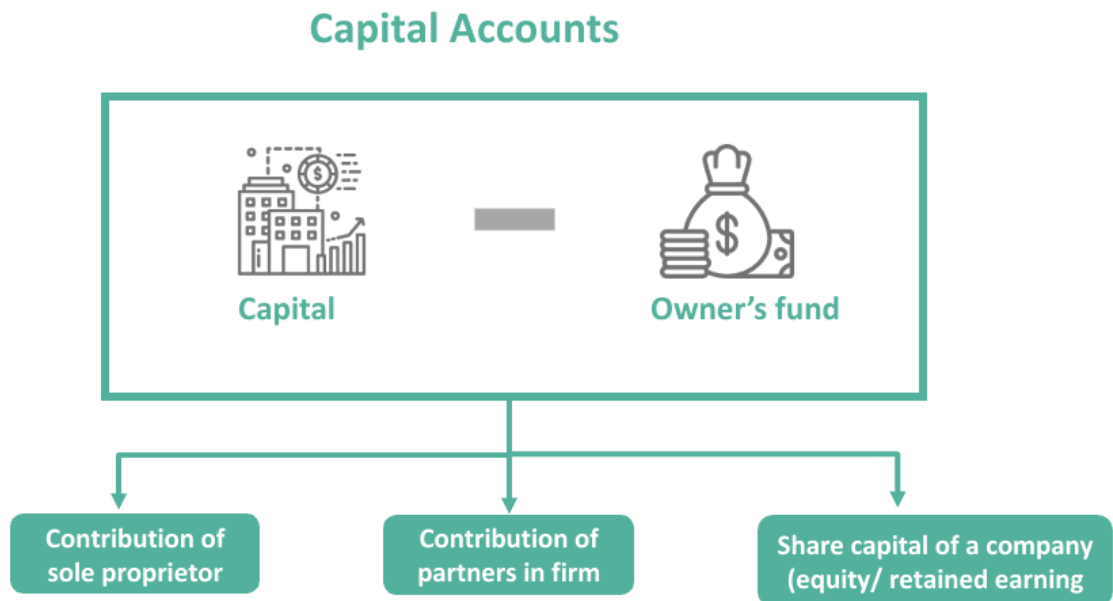 Capital Accounts
$
$
Capital
Owner’s fund
Contribution of
sole proprietor
Contribution of
partners in firm
Share capital of a company
(equity/ retained earning